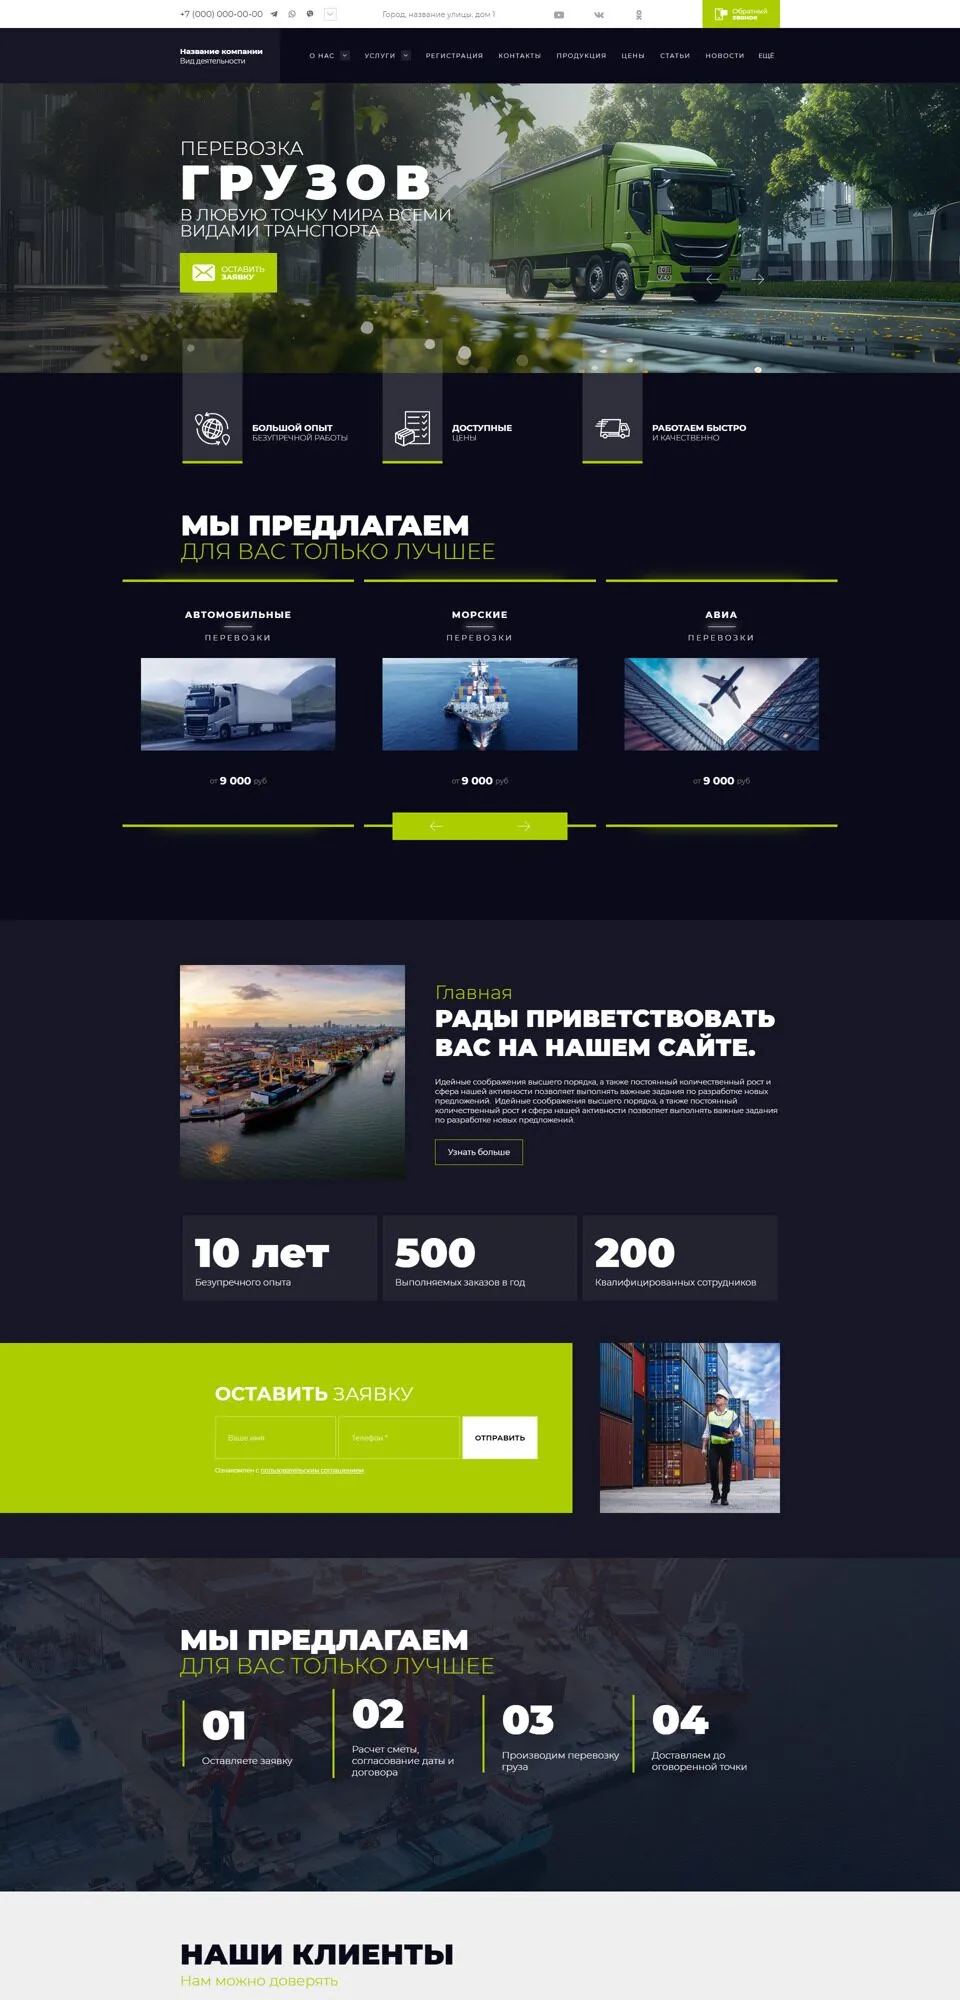 +7 (000) 000-00-00
Город, название улицы, дом 1
Обратный
звонок
Название компании
Вид деятельности
О НАС
УСЛУГИ
РЕГИСТРАЦИЯ
КОНТАКТЫ
ПРОДУКЦИЯ
ЦЕНЫ
СТАТЬИ
НОВОСТИ
ЕЩЁ
ПЕРЕВОЗКА
ГРУЗОВ
В ЛЮБУЮ ТОЧКУ МИРА ВСЕМИ
ВИДАМИ ТРАНСПОРТА
ОСТАВИТЬ
ЗАЯВКУ
БОЛЬШОЙ ОПЫТ
БЕЗУПРЕЧНОЙ РАБОТЫ
ДОСТУПНЫЕ
ЦЕНЫ
РАБОТАЕМ БЫСТРО
И КАЧЕСТВЕННО
МЫ ПРЕДЛАГАЕМ
ДЛЯ ВАС ТОЛЬКО ЛУЧШЕЕ
АВТОМОБИЛЬНЫЕ
ПЕРЕВОЗКИ
от 9 000 руб
МОРСКИЕ
ПЕРЕВОЗКИ
от 9 000 руб
АВИА
ПЕРЕВОЗКИ
от 9 000 руб
Главная
РАДЫ ПРИВЕТСТВОВАТЬ
ВАС НА НАШЕМ САЙТЕ.
Идейные соображения высшего порядка, а также постоянный количественный рост и
сфера нашей активности позволяет выполнять важные задания по разработке новых
предложений. Идейные соображения высшего порядка, а также постоянный
количественный рост и сфера нашей активности позволяет выполнять важные задания
по разработке новых предложений.
Узнать больше
10 лет
Безупречного опыта
500
Выполняемых заказов в год
200
Квалифицированных сотрудников
ОСТАВИТЬ ЗАЯВКУ
Ваше имя
Телефон *
ОТПРАВИТЬ
Ознакомлен с пользовательским соглашением
МЫ ПРЕДЛАГАЕМ
ДЛЯ ВАС ТОЛЬКО ЛУЧШЕЕ
01
Оставляете заявку
02
Расчет сметы,
согласование даты и
договора
03
Производим перевозку
груза
04
Доставляем до
оговоренной точки
НАШИ КЛИЕНТЫ
Нам можно доверять